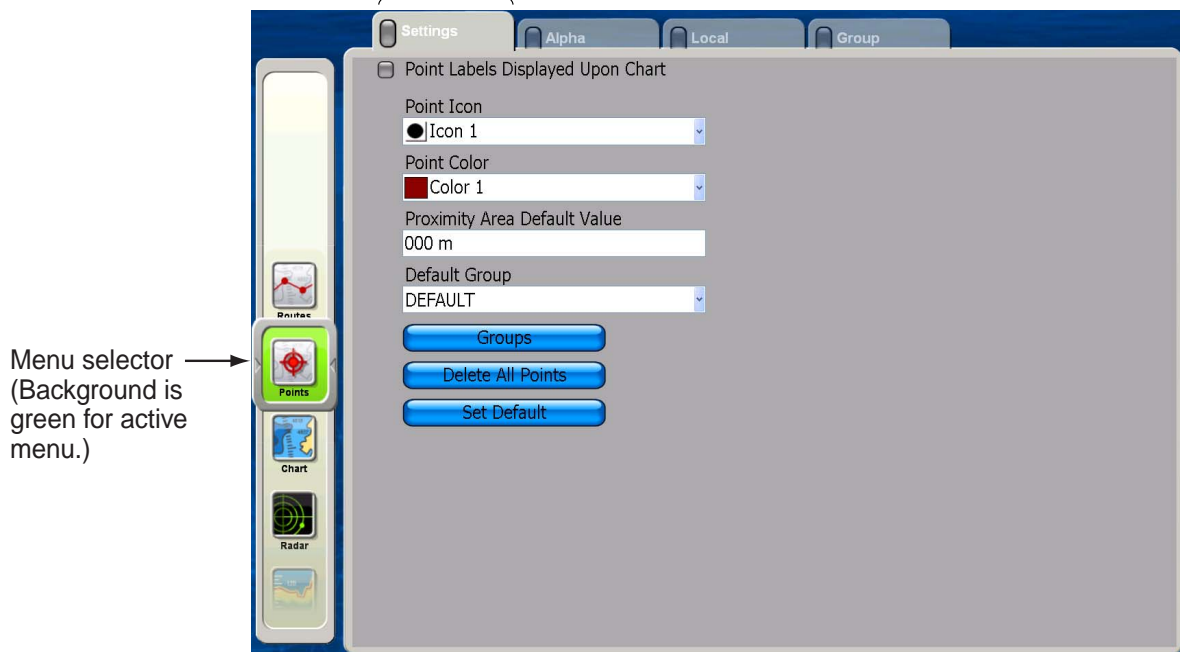 Settings
Alpha
Local
Group
Point Labels Displayed Upon Chart
Point Icon
Icon 1
Point Color
Color 1
Proximity Area Default Value
000 m
Default Group
DEFAULT
Groups
Delete All Points
Set Default
Routes
Points
Chart
Radar
Menu selector
(Background is
green for active
menu.)